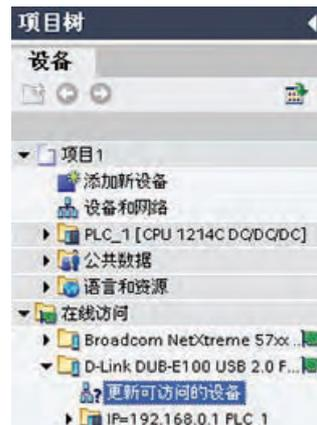 项目树
设备
项目1
添加新设备
设备和网络
PLC_1 [CPU 1214C DC/DC/DC]
公共数据
语言和资源
在线访问
Broadcom NetXtreme 57xx ...
D-Link DUB-E100 USB 2.0 F...
更新可访问的设备
IP=192.168.0.1 PLC_1